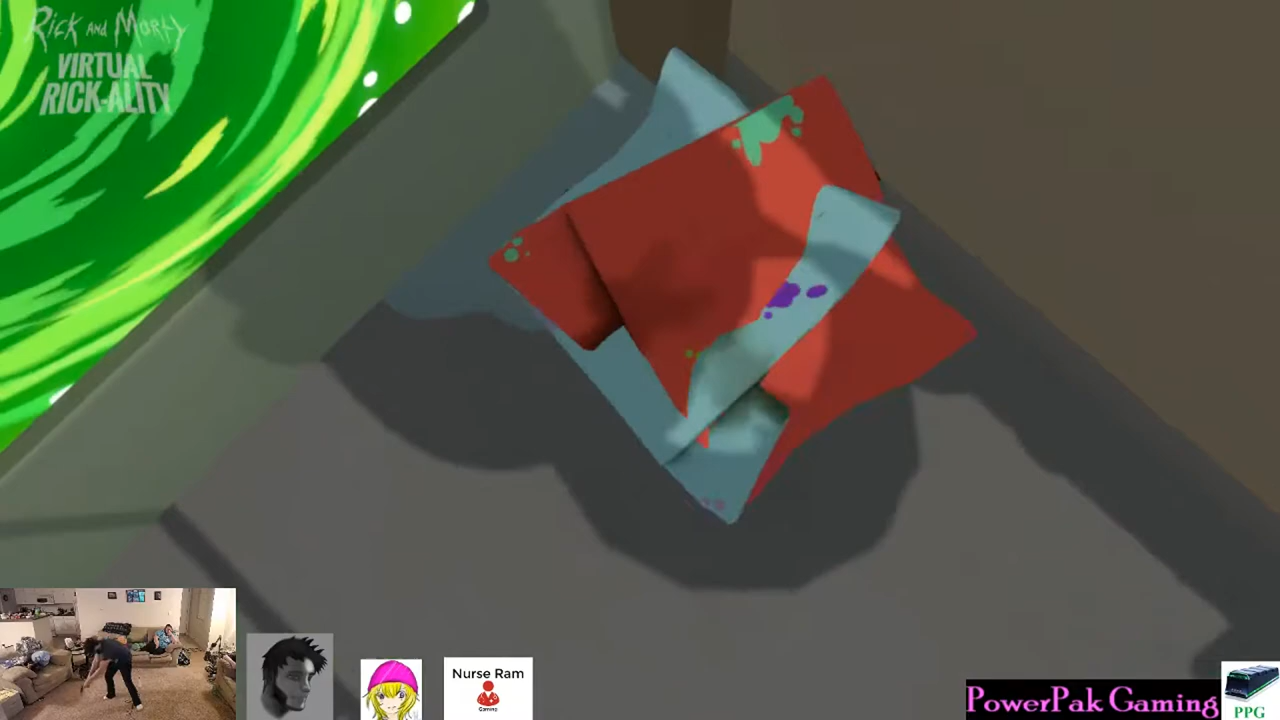 RICK AND MORTY
VIRTUAL
RICK-ALITY
Nurse Ram
Gaming
PowerPak Gaming
PPG